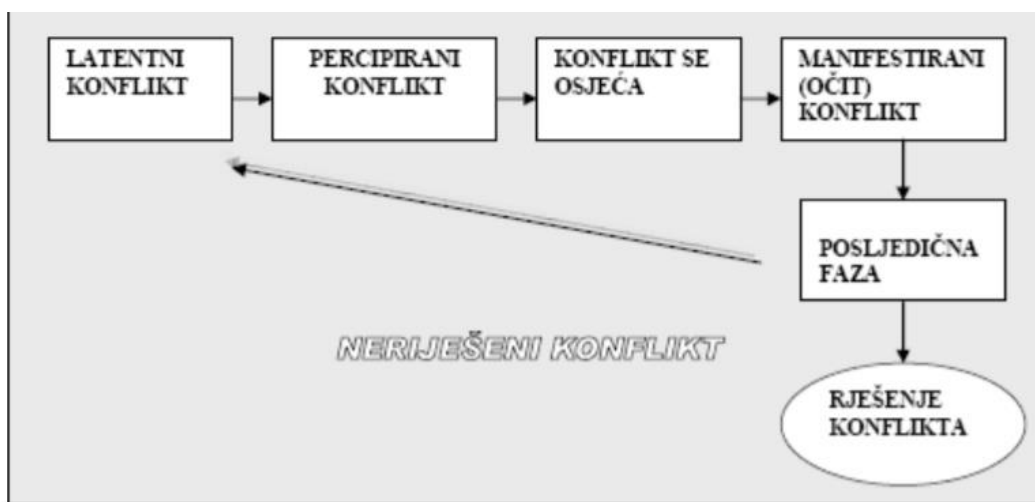 LATENTNI
KONFLIKT
PERCIPIRANI
KONFLIKT
KONFLIKT SE
OSJEĆA
MANIFESTIRANI
(OČIT)
KONFLIKT
POSLJEDIČNA
FAZA
NERIJEŠENI KONFLIKT
RJEŠENJE
KONFLIKTA